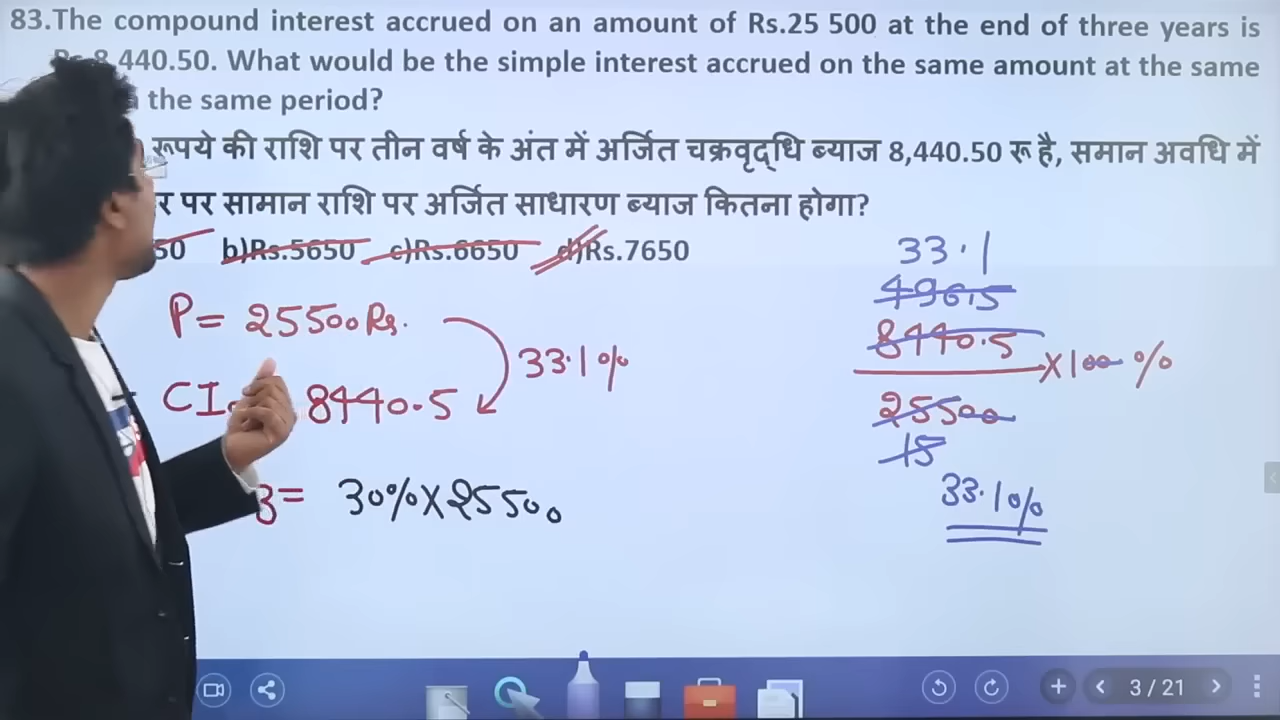 83.The compound interest accrued on an amount of Rs.25 500 at the end of three years is
8,440.50. What would be the simple interest accrued on the same amount at the same
the same period?
रूपये की राशि पर तीन वर्ष के अंत में अर्जित चक्रवृद्धि ब्याज 8,440.50 रू है, समान अवधि में
पर सामान राशि पर अर्जित साधारण ब्याज कितना होगा?
50 b)Rs.5650 c)Rs.6650 d)Rs.7650
P= 25500Rs.
CI 8440.5
33.1%
3= 30%X25500
33.1
496.5
8440.5
X100 %
25500
15
33.1%
3 / 21